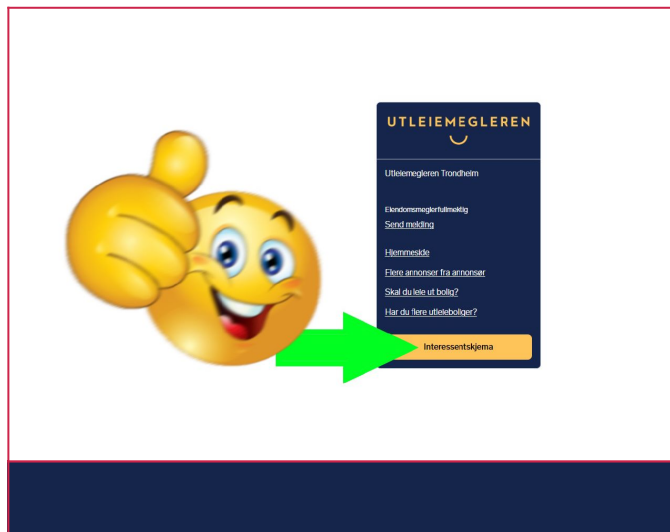 UTLEIEMEGLEREN
Utleiemegleren Trondheim
Eiendomsmeglerfullmektig
Send melding
Hjemmeside
Flere annonser fra annonsør
Skal du leie ut bolig?
Har du flere utleieboliger?
Interessentskjema